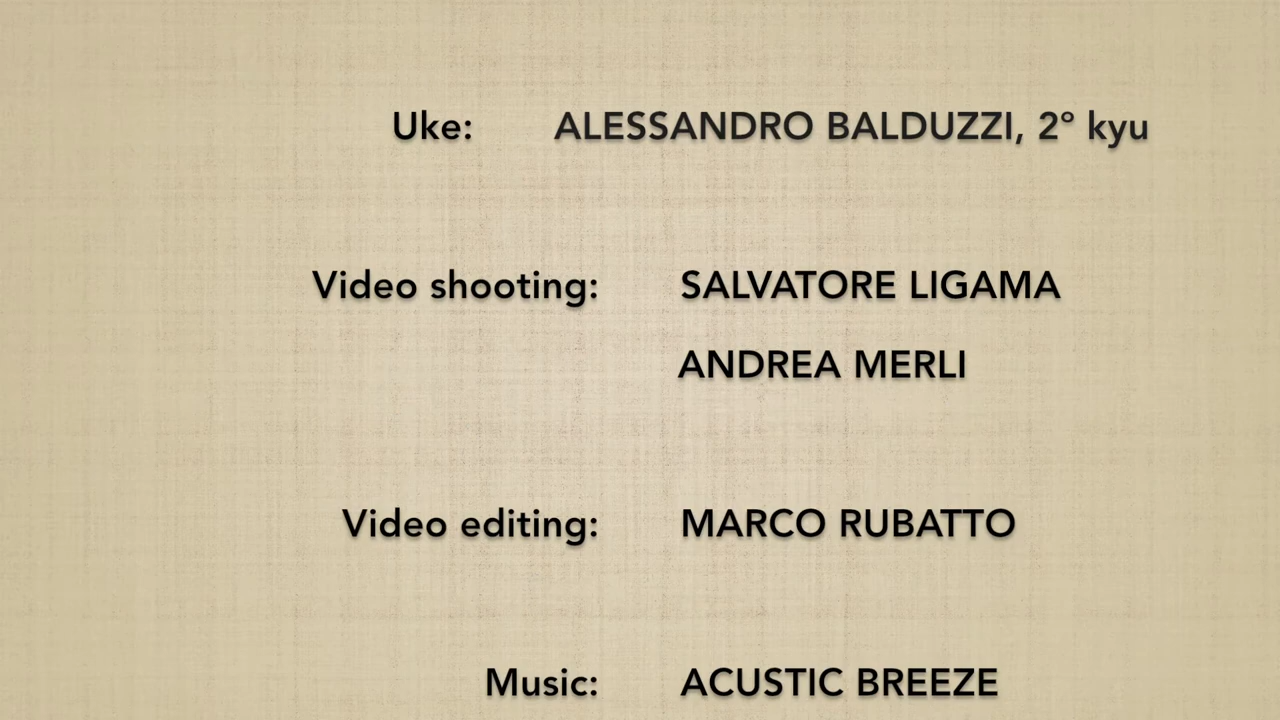 Uke: ALESSANDRO BALDUZZI, 2° kyu
Video shooting: SALVATORE LIGAMA
ANDREA MERLI
Video editing: MARCO RUBATTO
Music: ACUSTIC BREEZE